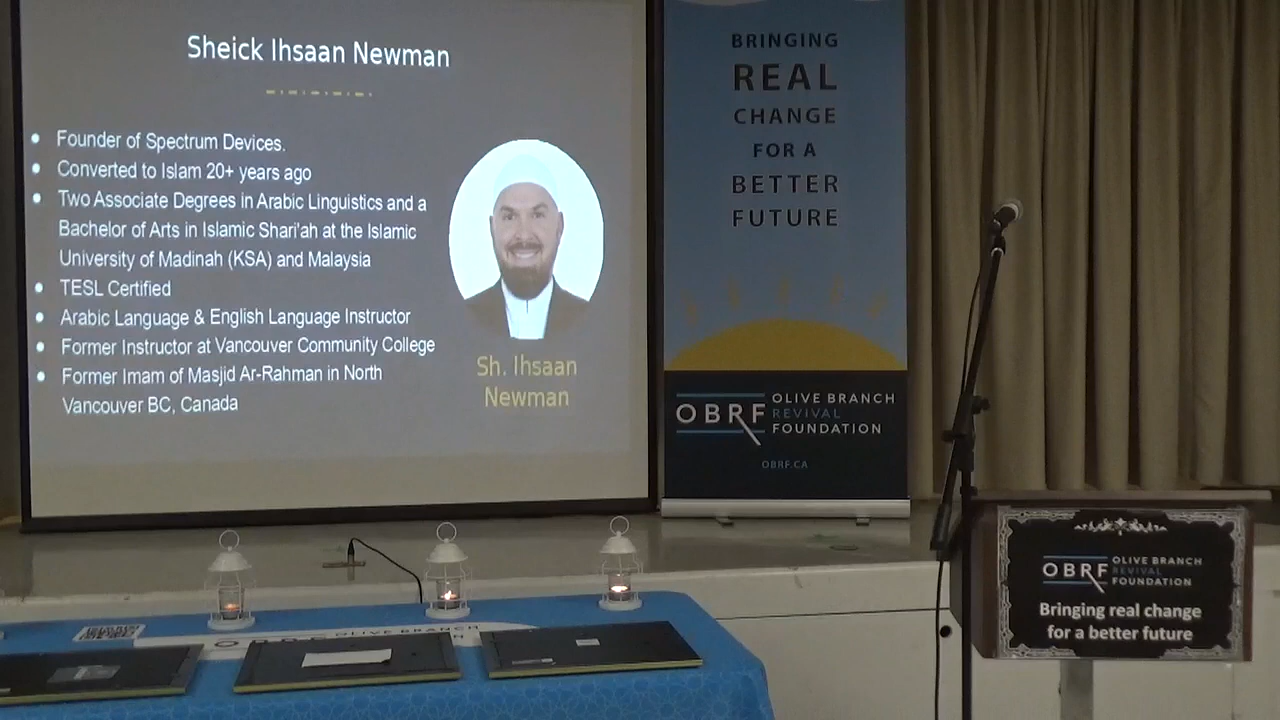 Sheick Ihsaan Newman
Founder of Spectrum Devices.
Converted to Islam 20+ years ago
Two Associate Degrees in Arabic Linguistics and a
Bachelor of Arts in Islamic Shari'ah at the Islamic
University of Madinah (KSA) and Malaysia
TESL Certified
Arabic Language & English Language Instructor
Former Instructor at Vancouver Community College
Former Imam of Masjid Ar-Rahman in North
Vancouver BC, Canada
Sh. Ihsaan
Newman
BRINGING
REAL
CHANGE
FOR A
BETTER
FUTURE
OBRF
OLIVE BRANCH
REVIVAL
FOUNDATION
OBRF.CA
OBRF
OLIVE BRANCH
REVIVAL
FOUNDATION
Bringing real change
for a better future
OLIVE BRANCH